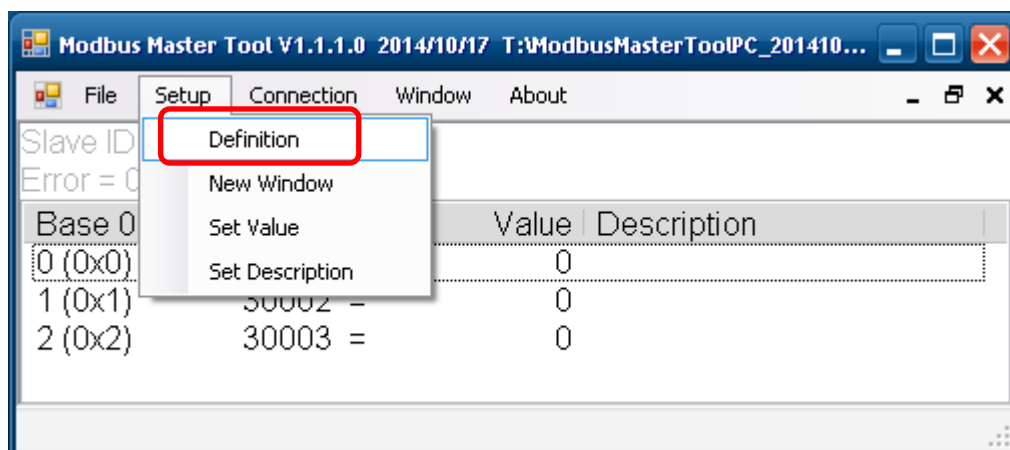 Modbus Master Tool V1.1.1.0 2014/10/17 T:\ModbusMasterToolPC_201410...
File Setup Connection Window About
Slave ID
Definition
Error = 0
New Window
Base 0 Value Description
Set Value
0 (0x0) 0
Set Description
1 (0x1) 30002 = 0
2 (0x2) 30003 = 0